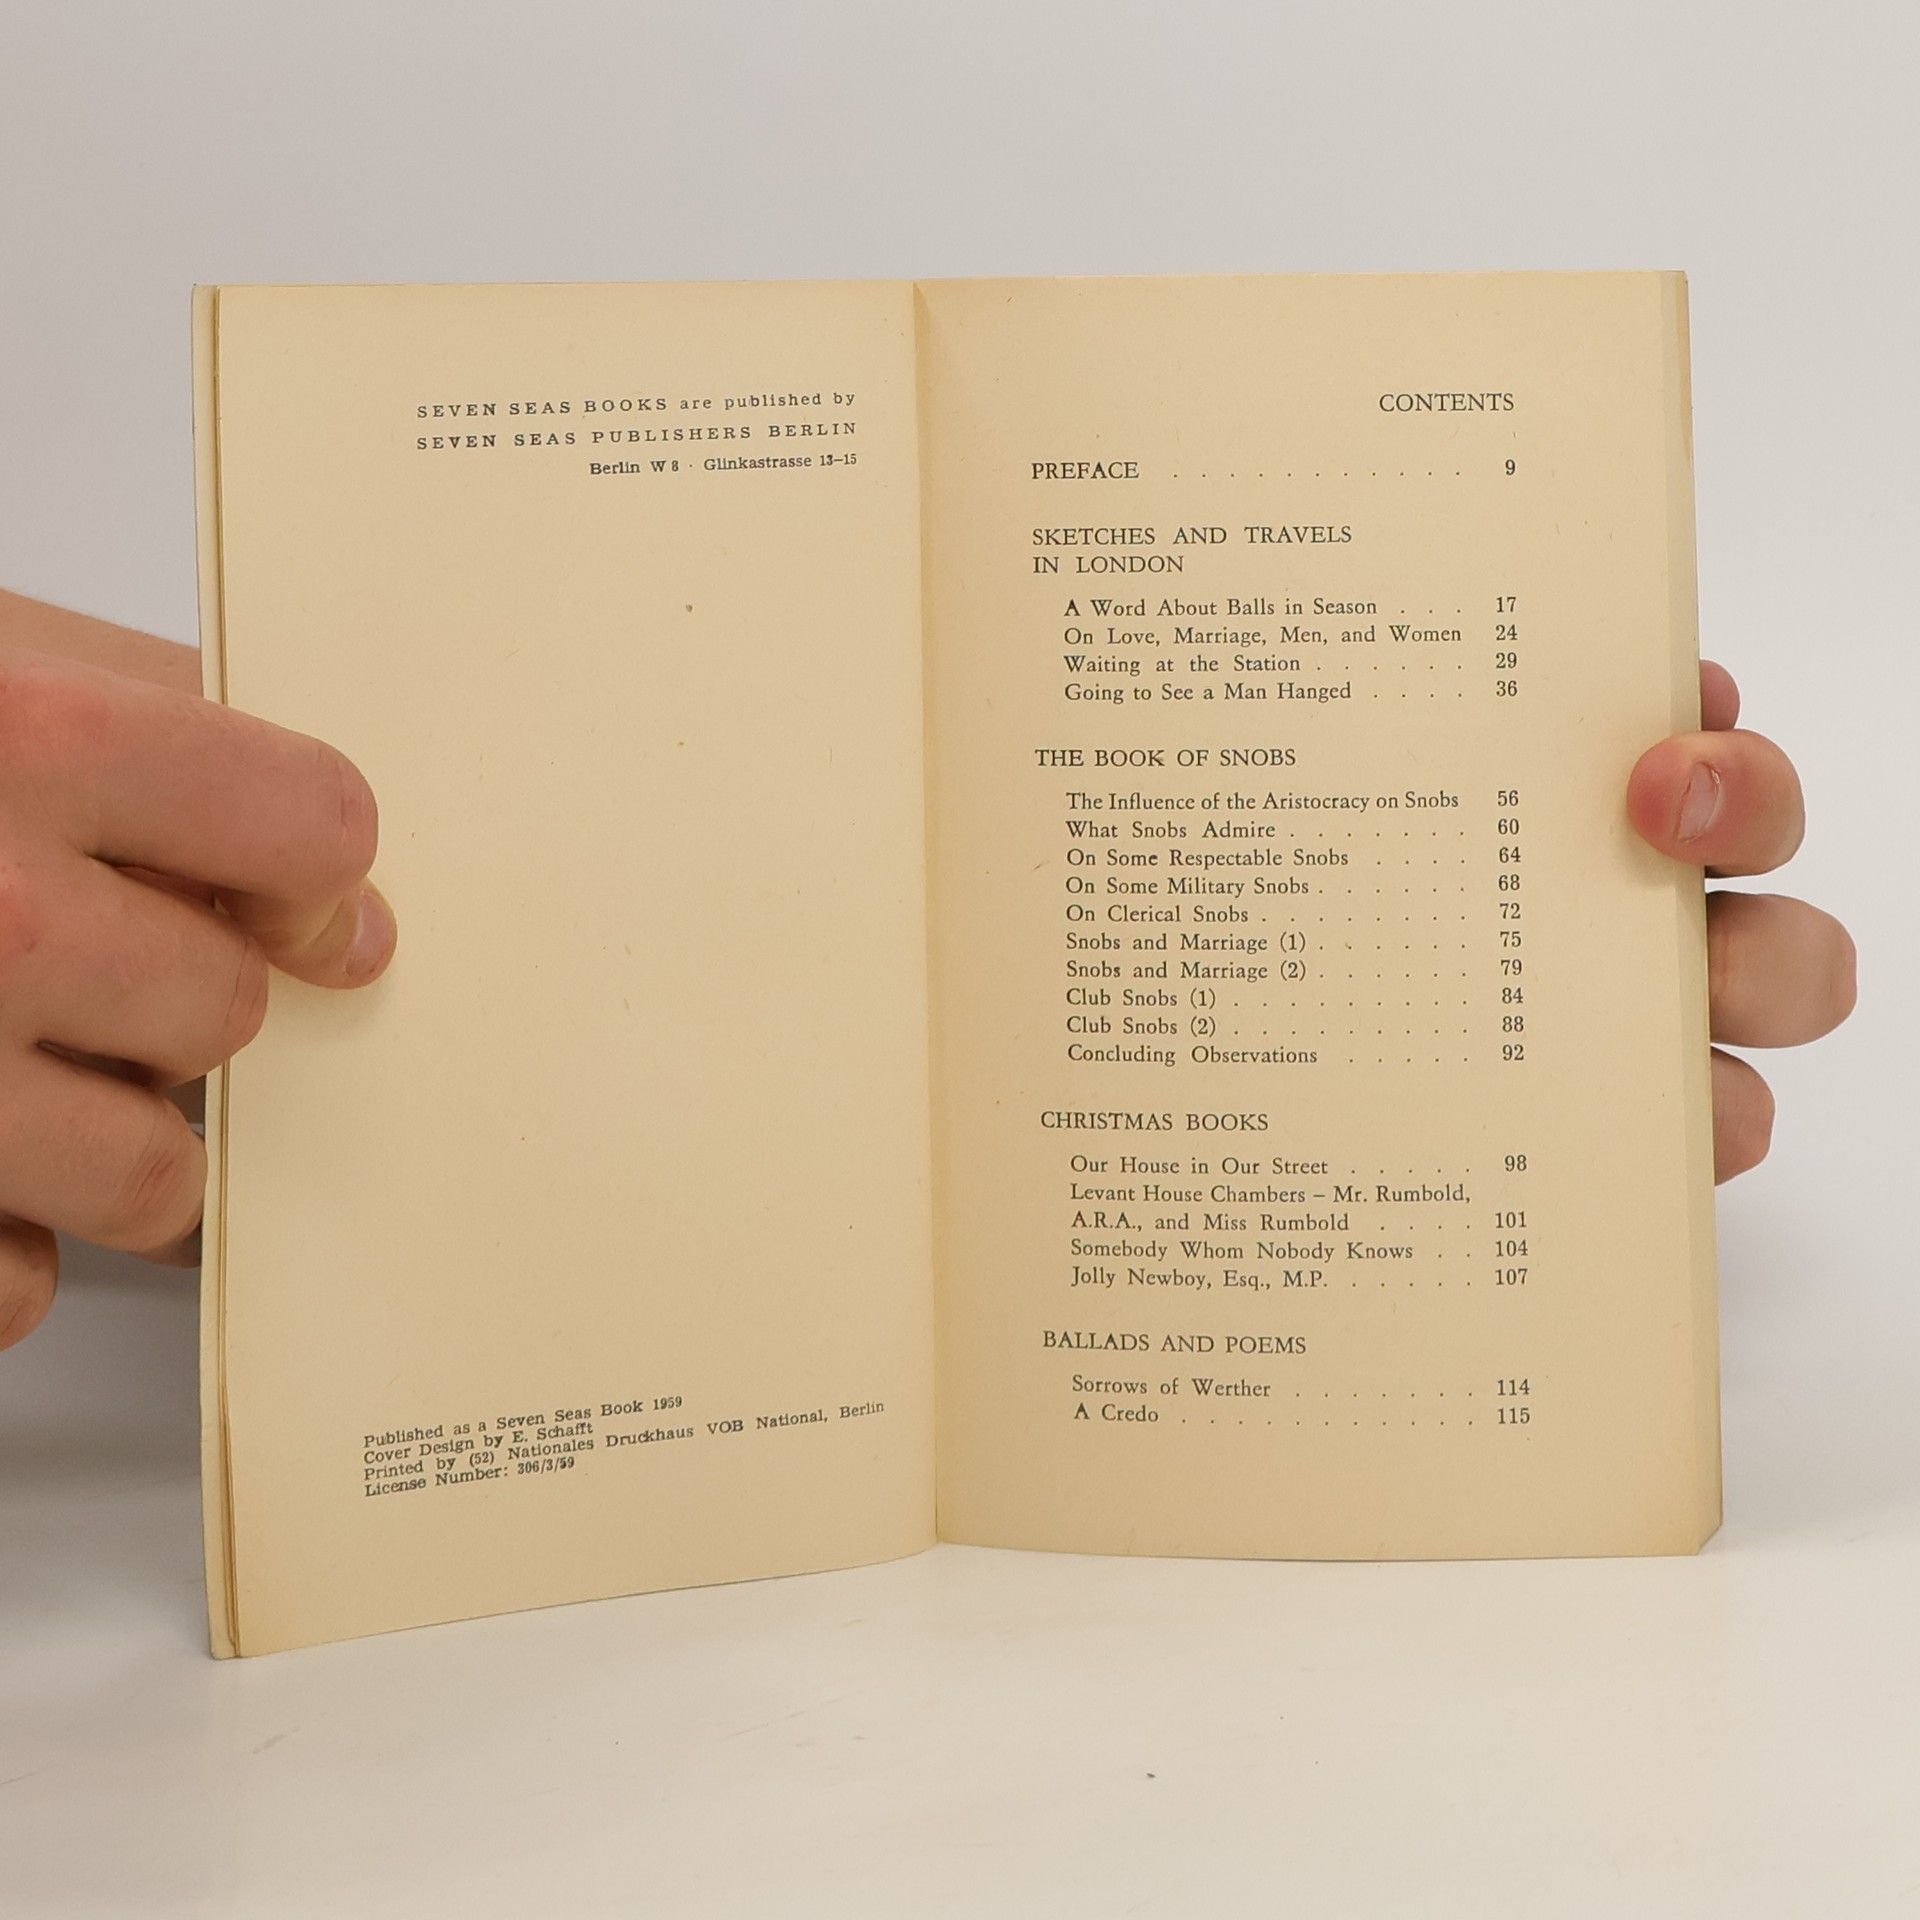 SEVEN SEAS BOOKS are published by
SEVEN SEAS PUBLISHERS BERLIN
Berlin W 8 · Glinkastrasse 13–15
Published as a Seven Seas Book 1959
Cover Design by E. Schafft
Printed by (52) Nationales Druckhaus VOB National, Berlin
License Number: 306/3/59
CONTENTS
PREFACE . . . . . . . . . . . 9
SKETCHES AND TRAVELS
IN LONDON
A Word About Balls in Season . . . 17
On Love, Marriage, Men, and Women 24
Waiting at the Station . . . . . . 29
Going to See a Man Hanged . . . . 36
THE BOOK OF SNOBS
The Influence of the Aristocracy on Snobs 56
What Snobs Admire . . . . . . . 60
On Some Respectable Snobs . . . . 64
On Some Military Snobs . . . . . . 68
On Clerical Snobs . . . . . . . . 72
Snobs and Marriage (1) . . . . . . 75
Snobs and Marriage (2) . . . . . . 79
Club Snobs (1) . . . . . . . . . 84
Club Snobs (2) . . . . . . . . . 88
Concluding Observations . . . . . 92
CHRISTMAS BOOKS
Our House in Our Street . . . . . 98
Levant House Chambers – Mr. Rumbold,
A.R.A., and Miss Rumbold . . . . 101
Somebody Whom Nobody Knows . . 104
Jolly Newboy, Esq., M.P. . . . . . 107
BALLADS AND POEMS
Sorrows of Werther . . . . . . . 114
A Credo . . . . . . . . . . . 115